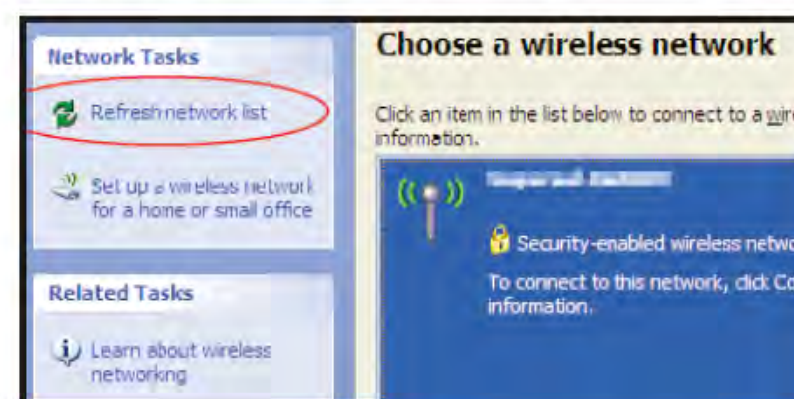 Network Tasks
Refresh network list
Set up a wireless network
for a home or small office
Related Tasks
Learn about wireless
networking
Choose a wireless network
Click an item in the list below to connect to a
information.
Security-enabled wireless
To connect to this network, click
information.